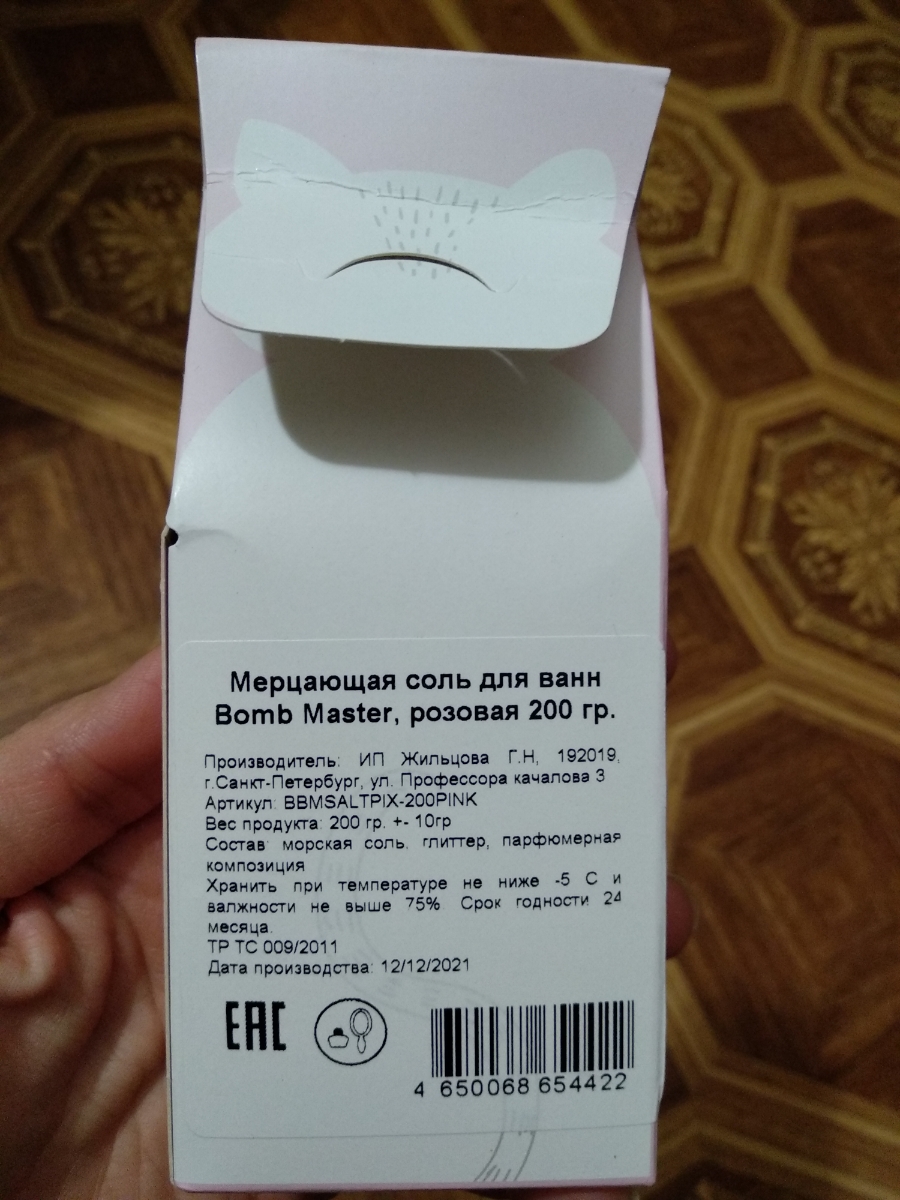 Мерцающая соль для ванн
Bomb Master, розовая 200 гр.
Производитель: ИП Жильцова Г.Н, 192019,
г.Санкт-Петербург, ул. Профессора качалова 3
Артикул: BBMSALTPIX-200PINK
Вес продукта: 200 гр. +- 10гр
Состав: морская соль, глиттер, парфюмерная
композиция
Хранить при температуре не ниже -5 С и
валжности не выше 75%. Срок годности 24
месяца.
ТР ТС 009/2011
Дата производства: 12/12/2021
EAC
4 650068 654422